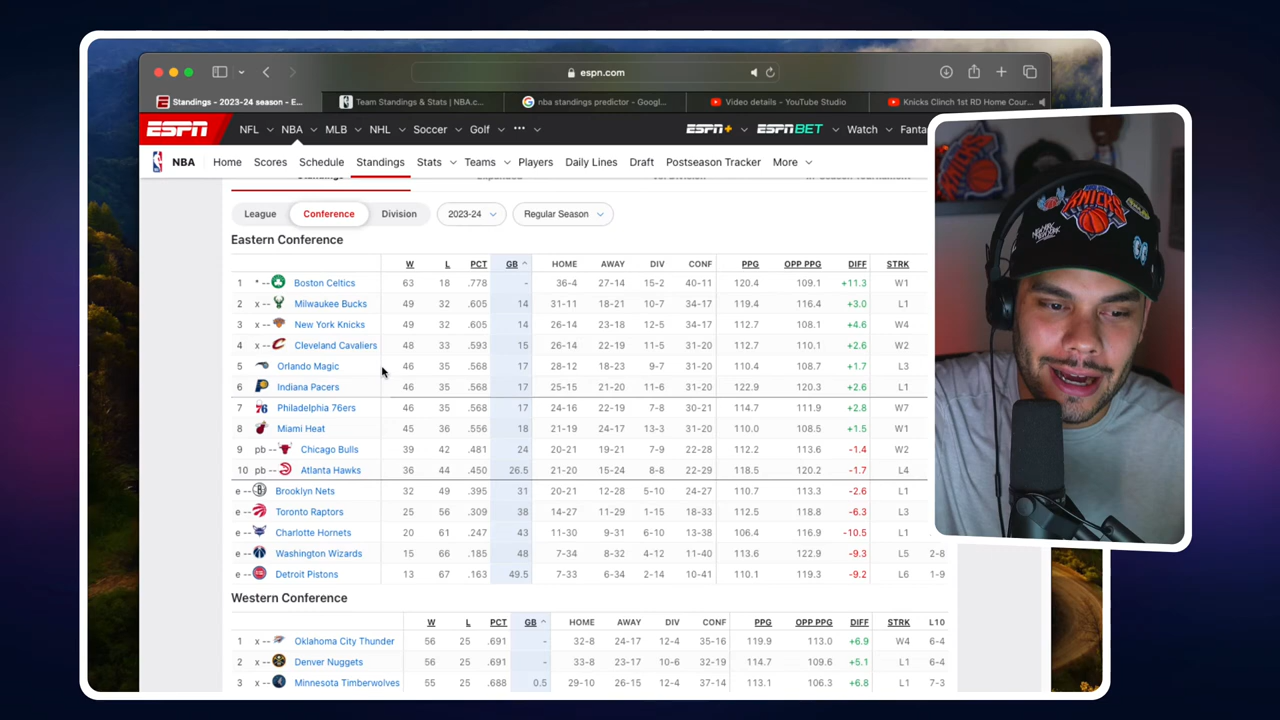 espn.com
Standings - 2023-24 season - E...
Team Standings & Stats | NBA.c...
nba standings predictor - Googl...
Video details - YouTube Studio
Knicks Clinch 1st RD Home Cour...
ESPN NFL NBA MLB NHL Soccer Golf ••• ESPN+ ESPN BET Watch Fanta
NBA Home Scores Schedule Standings Stats Teams Players Daily Lines Draft Postseason Tracker More
League Conference Division 2023-24 Regular Season
Eastern Conference
W L PCT GB HOME AWAY DIV CONF PPG OPP PPG DIFF STRK
1 * -- Boston Celtics 63 18 .778 - 36-4 27-14 15-2 40-11 120.4 109.1 +11.3 W1
2 x -- Milwaukee Bucks 49 32 .605 14 31-11 18-21 10-7 34-17 119.4 116.4 +3.0 L1
3 x -- New York Knicks 49 32 .605 14 26-14 23-18 12-5 34-17 112.7 108.1 +4.6 W4
4 x -- Cleveland Cavaliers 48 33 .593 15 26-14 22-19 11-5 31-20 112.7 110.1 +2.6 W2
5 Orlando Magic 46 35 .568 17 28-12 18-23 9-7 31-20 110.4 108.7 +1.7 L3
6 Indiana Pacers 46 35 .568 17 25-15 21-20 11-6 31-20 122.9 120.3 +2.6 L1
7 76 Philadelphia 76ers 46 35 .568 17 24-16 22-19 7-8 30-21 114.7 111.9 +2.8 W7
8 Miami Heat 45 36 .556 18 21-19 24-17 13-3 31-20 110.0 108.5 +1.5 W1
9 pb -- Chicago Bulls 39 42 .481 24 20-21 19-21 7-9 22-28 112.2 113.6 -1.4 W2
10 pb -- Atlanta Hawks 36 44 .450 26.5 21-20 15-24 8-8 22-29 118.5 120.2 -1.7 L4
e -- Brooklyn Nets 32 49 .395 31 20-21 12-28 5-10 24-27 110.7 113.3 -2.6 L1
e -- Toronto Raptors 25 56 .309 38 14-27 11-29 1-15 18-33 112.5 118.8 -6.3 L3
e -- Charlotte Hornets 20 61 .247 43 11-30 9-31 6-10 13-38 106.4 116.9 -10.5 L1
e -- Washington Wizards 15 66 .185 48 7-34 8-32 4-12 11-40 113.6 122.9 -9.3 L5 2-8
e -- Detroit Pistons 13 67 .163 49.5 7-33 6-34 2-14 10-41 110.1 119.3 -9.2 L6 1-9
Western Conference
W L PCT GB HOME AWAY DIV CONF PPG OPP PPG DIFF STRK L10
1 x -- Oklahoma City Thunder 56 25 .691 - 32-8 24-17 12-4 35-16 119.9 113.0 +6.9 W4 6-4
2 x -- Denver Nuggets 56 25 .691 - 33-8 23-17 10-6 32-19 114.7 109.6 +5.1 L1 6-4
3 x -- Minnesota Timberwolves 55 25 .688 0.5 29-10 26-15 12-4 37-14 113.1 106.3 +6.8 L1 7-3
KNICKS